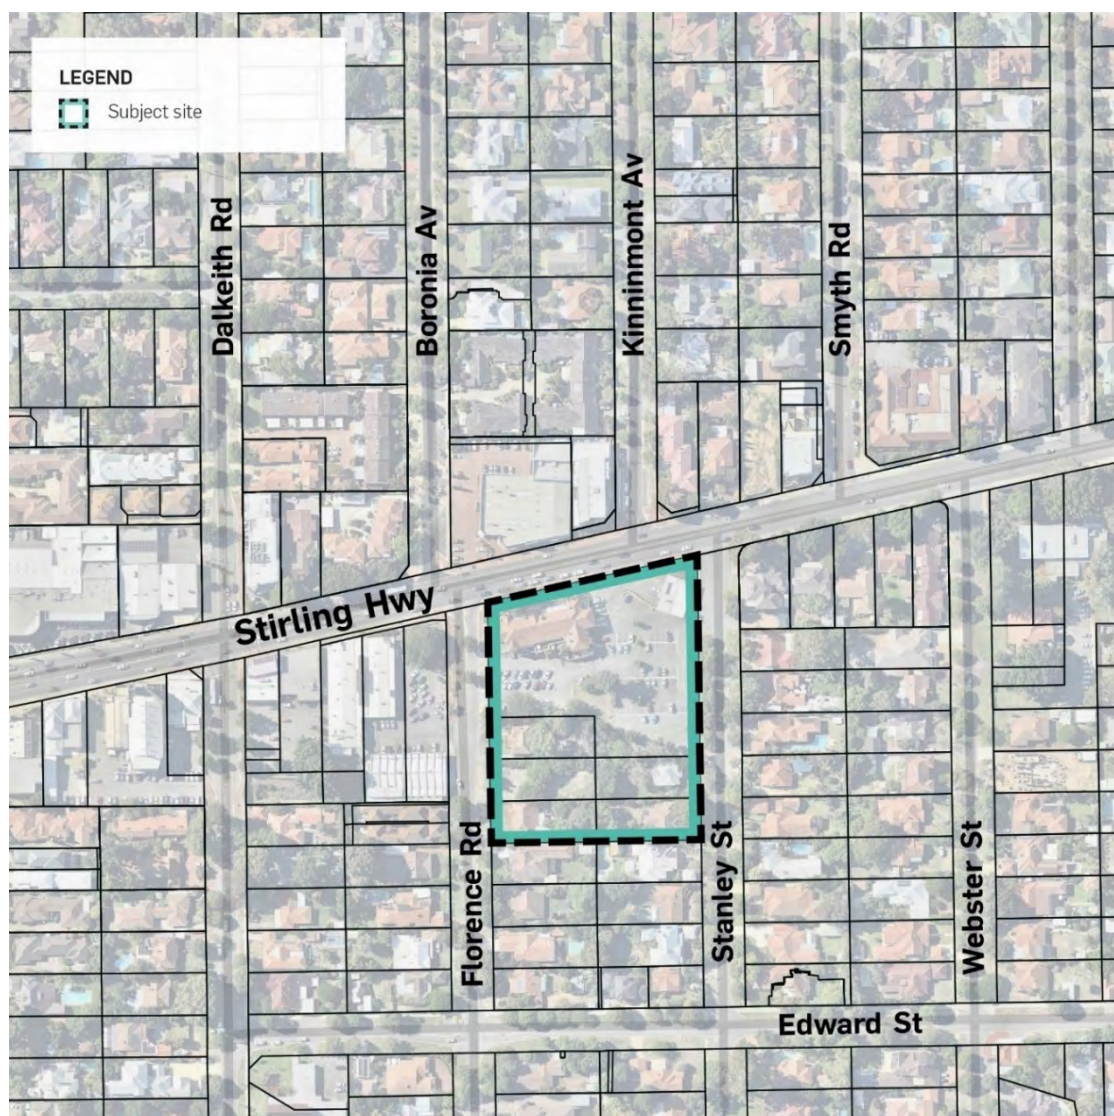 LEGEND
Subject site
Dalkeith Rd
Boronia Av
Kinninmont Av
Smyth Rd
Stirling Hwy
Florence Rd
Stanley St
Webster St
Edward St